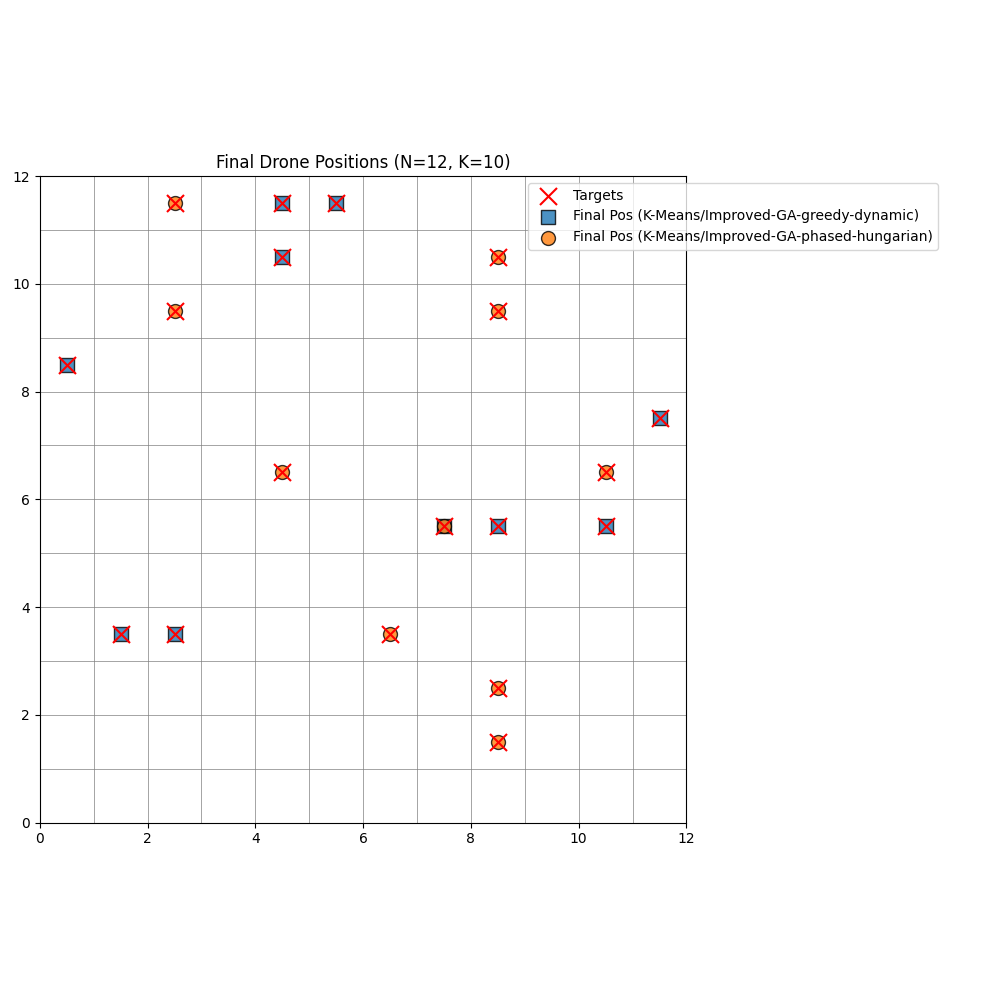 Final Drone Positions (N=12, K=10)
Targets
Final Pos (K-Means/Improved-GA-greedy-dynamic)
Final Pos (K-Means/Improved-GA-phased-hungarian)
12
10
8
6
4
2
0
0 2 4 6 8 10 12